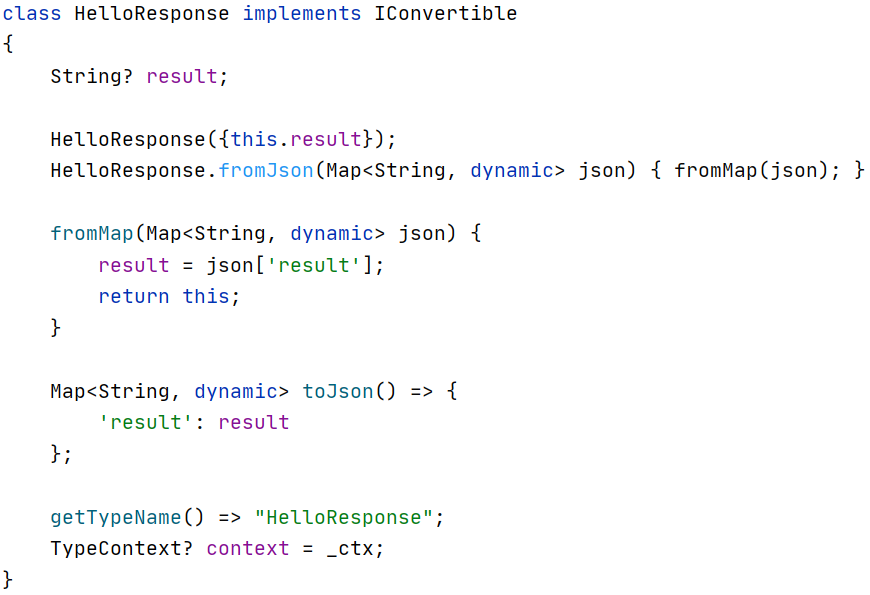 class HelloResponse implements IConvertible
{
    String? result;

    HelloResponse({this.result});
    HelloResponse.fromJson(Map<String, dynamic> json) { fromMap(json); }

    fromMap(Map<String, dynamic> json) {
        result = json['result'];
        return this;
    }

    Map<String, dynamic> toJson() => {
        'result': result
    };

    getTypeName() => "HelloResponse";
    TypeContext? context = _ctx;
}